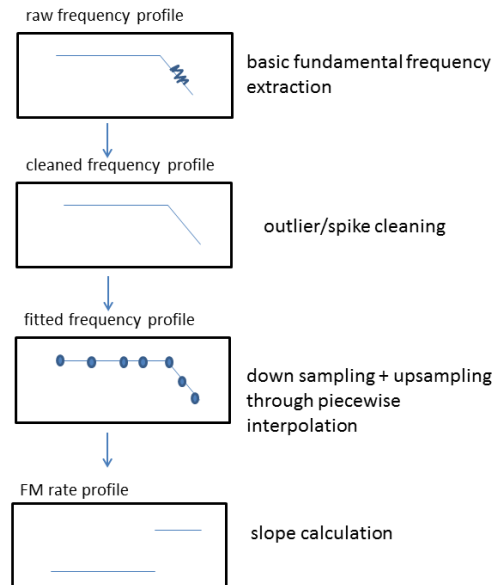 raw frequency profile
basic fundamental frequency
extraction
cleaned frequency profile
outlier/spike cleaning
fitted frequency profile
down sampling + upsampling
through piecewise
interpolation
FM rate profile
slope calculation